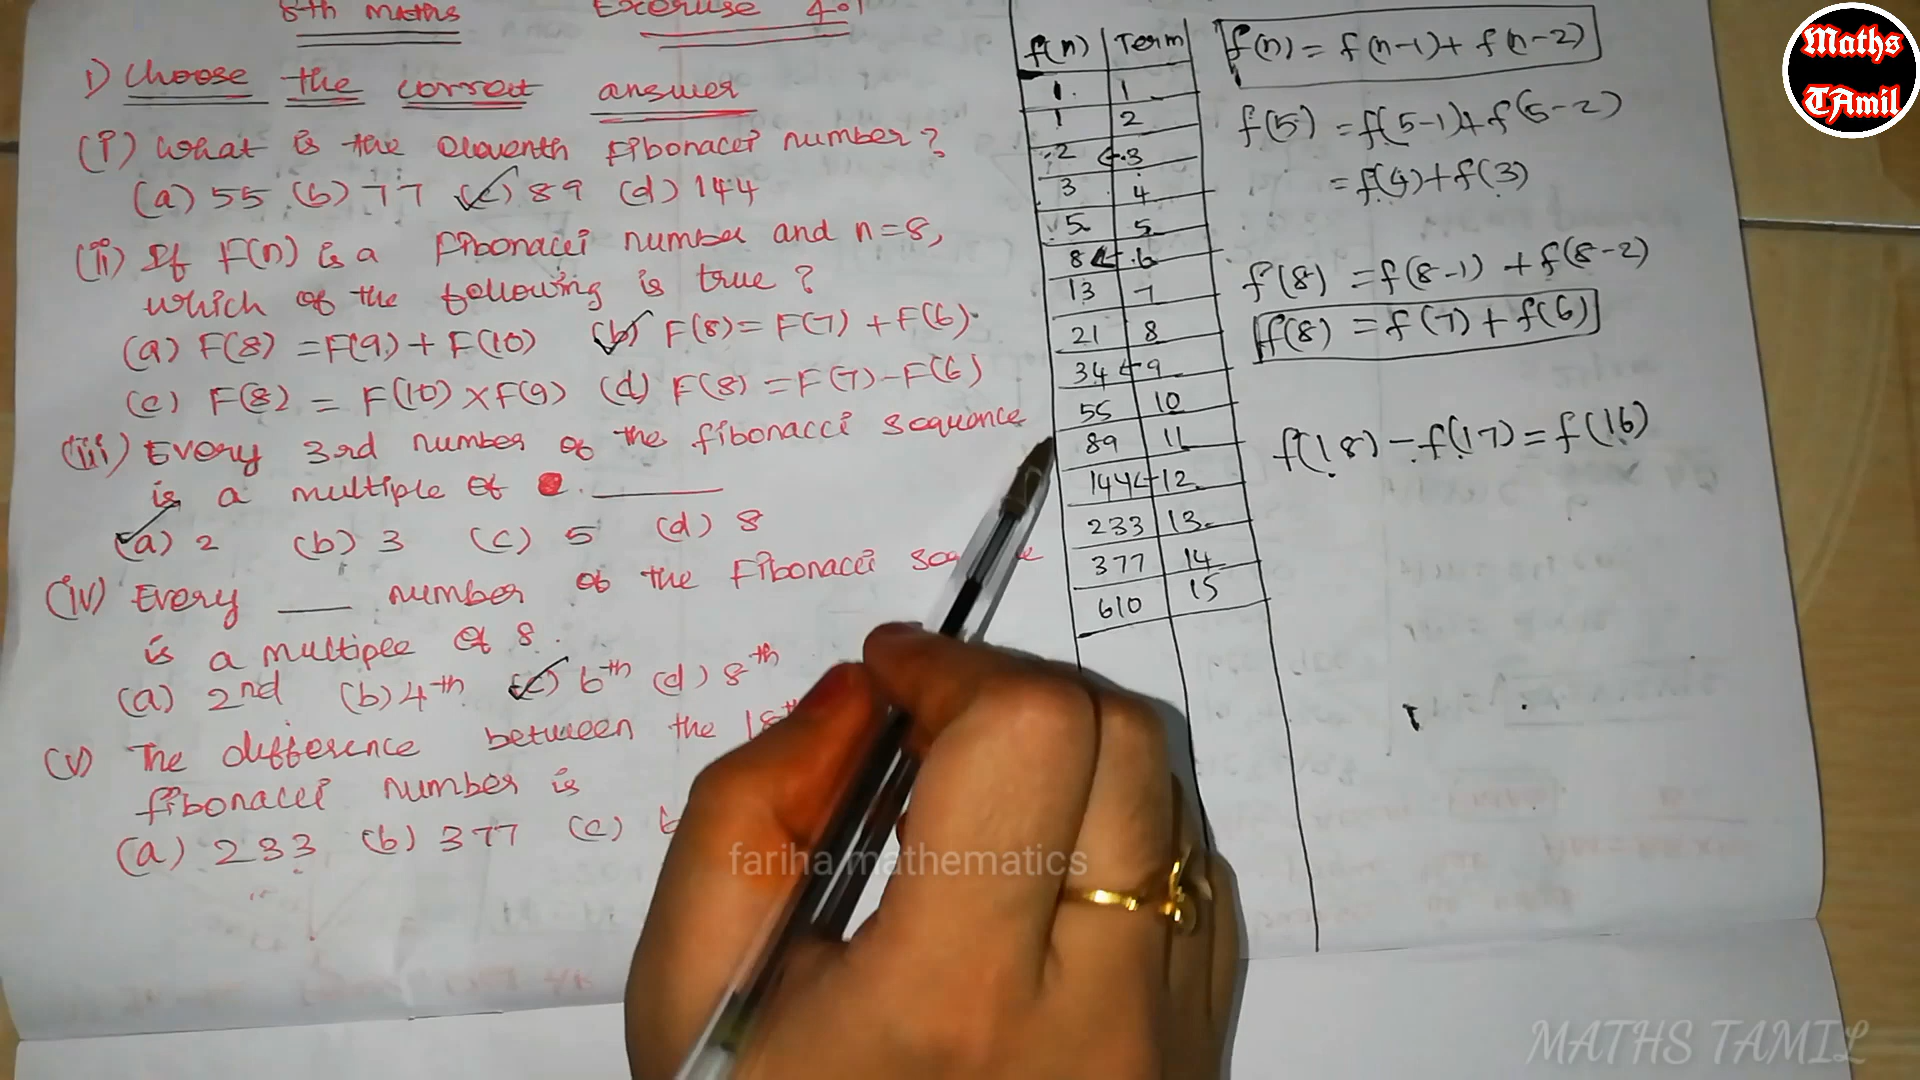 8th maths Exercise 4.1
1) Choose the correct answer
(i) What is the eleventh Fibonacci number?
(a) 55 (b) 77 (c) 89 (d) 144
(ii) If F(n) is a Fibonacci number and n=8,
which of the following is true?
(a) F(8) = F(9) + F(10) (b) F(8) = F(7) + F(6)
(c) F(8) = F(10) × F(9) (d) F(8) = F(7) - F(6)
(iii) Every 3rd number of the fibonacci sequence
is a multiple of ______
(a) 2 (b) 3 (c) 5 (d) 8
(iv) Every ___ number of the Fibonacci
is a multiple of 8.
(a) 2nd (b) 4th (c) 6th (d) 8th
(v) The difference between the 18th
fibonacci number is
(a) 233 (b) 377 (c)
f(n) Term
1 1
1 2
2 ← 3
3 4
5 5
8 ← 6
13 7
21 8
34 ← 9
55 10
89 11
144 ← 12
233 13
377 14
610 15
f(n) = f(n-1) + f(n-2)
f(5) = f(5-1) + f(5-2)
= f(4) + f(3)
f(8) = f(8-1) + f(8-2)
f(8) = f(7) + f(6)
f(18) - f(17) = f(16)
Maths
TAmil
fariha mathematics
MATHS TAMIL